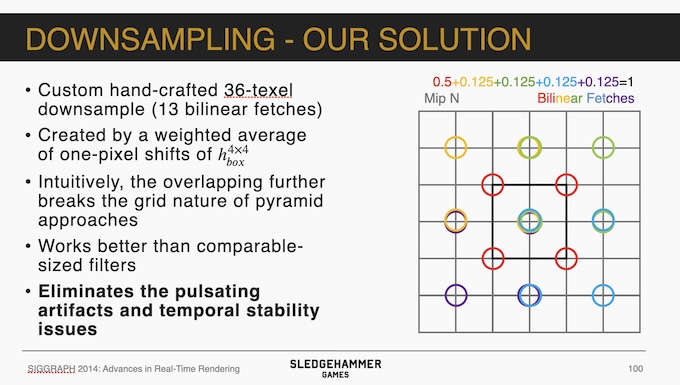 DOWNSAMPLING - OUR SOLUTION
• Custom hand-crafted 36-texel
downsample (13 bilinear fetches)
• Created by a weighted average
of one-pixel shifts of h_box^4×4
• Intuitively, the overlapping further
breaks the grid nature of pyramid
approaches
• Works better than comparable-
sized filters
• Eliminates the pulsating
artifacts and temporal stability
issues
0.5+0.125+0.125+0.125+0.125=1
Mip N Bilinear Fetches
SIGGRAPH 2014: Advances in Real-Time Rendering
SLEDGEHAMMER
GAMES
100